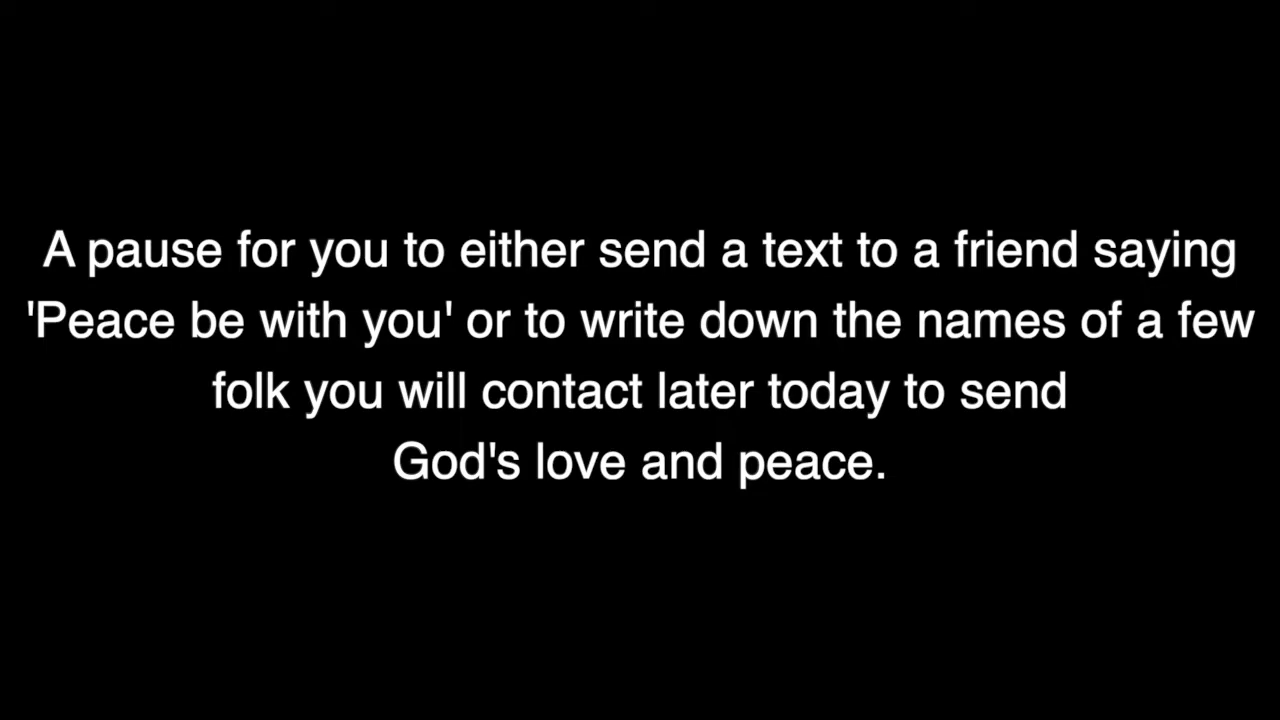 A pause for you to either send a text to a friend saying
'Peace be with you' or to write down the names of a few
folk you will contact later today to send
God's love and peace.